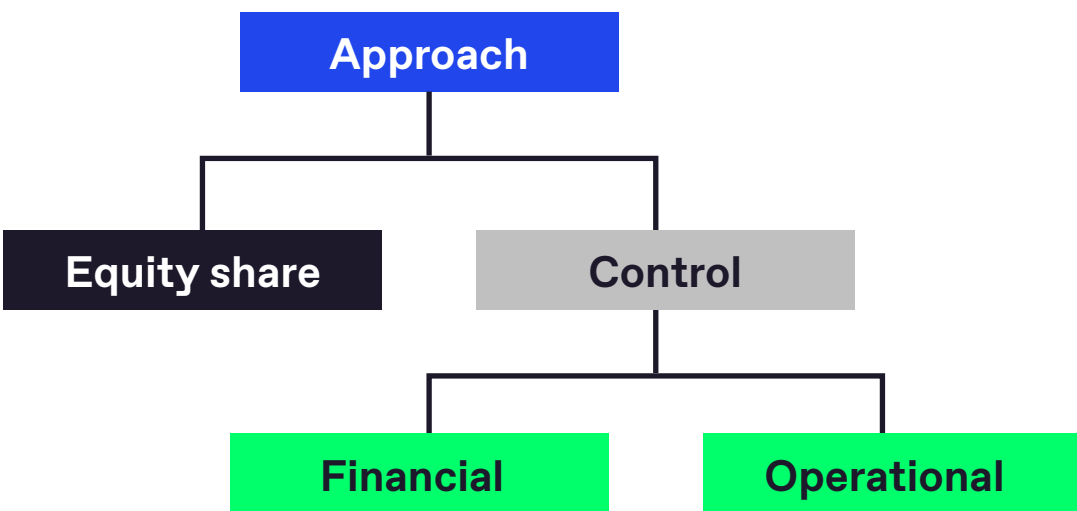 Approach
Equity share
Control
Financial
Operational